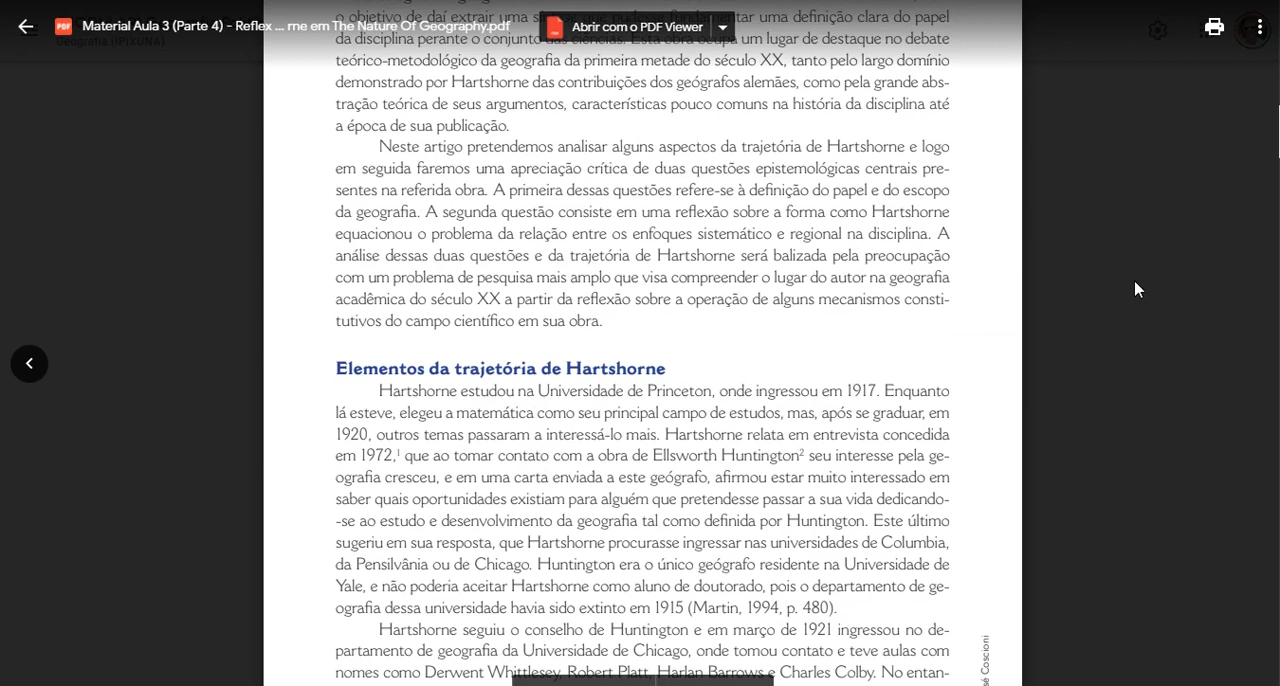 Material Aula 3 (Parte 4) - Reflex ... rne em The Nature Of Geography.pdf
Abrir com o PDF Viewer
PDF
o objetivo de daí extrair uma que fundamentar uma definição clara do papel
da disciplina perante o conjunto das ciências. Esta obra ocupa um lugar de destaque no debate
teórico-metodológico da geografia da primeira metade do século XX, tanto pelo largo domínio
demonstrado por Hartshorne das contribuições dos geógrafos alemães, como pela grande abs-
tração teórica de seus argumentos, características pouco comuns na história da disciplina até
a época de sua publicação.
Neste artigo pretendemos analisar alguns aspectos da trajetória de Hartshorne e logo
em seguida faremos uma apreciação crítica de duas questões epistemológicas centrais pre-
sentes na referida obra. A primeira dessas questões refere-se à definição do papel e do escopo
da geografia. A segunda questão consiste em uma reflexão sobre a forma como Hartshorne
equacionou o problema da relação entre os enfoques sistemático e regional na disciplina. A
análise dessas duas questões e da trajetória de Hartshorne será balizada pela preocupação
com um problema de pesquisa mais amplo que visa compreender o lugar do autor na geografia
acadêmica do século XX a partir da reflexão sobre a operação de alguns mecanismos consti-
tutivos do campo científico em sua obra.
Elementos da trajetória de Hartshorne
Hartshorne estudou na Universidade de Princeton, onde ingressou em 1917. Enquanto
lá esteve, elegeu a matemática como seu principal campo de estudos, mas, após se graduar, em
1920, outros temas passaram a interessá-lo mais. Hartshorne relata em entrevista concedida
em 1972,¹ que ao tomar contato com a obra de Ellsworth Huntington² seu interesse pela ge-
ografia cresceu, e em uma carta enviada a este geógrafo, afirmou estar muito interessado em
saber quais oportunidades existiam para alguém que pretendesse passar a sua vida dedicando-
-se ao estudo e desenvolvimento da geografia tal como definida por Huntington. Este último
sugeriu em sua resposta, que Hartshorne procurasse ingressar nas universidades de Columbia,
da Pensilvânia ou de Chicago. Huntington era o único geógrafo residente na Universidade de
Yale, e não poderia aceitar Hartshorne como aluno de doutorado, pois o departamento de ge-
ografia dessa universidade havia sido extinto em 1915 (Martin, 1994, p. 480).
Hartshorne seguiu o conselho de Huntington e em março de 1921 ingressou no de-
partamento de geografia da Universidade de Chicago, onde tomou contato e teve aulas com
nomes como Derwent Whittlesey, Robert Platt, Harlan Barrows e Charles Colby. No entan-
sé Coscioni